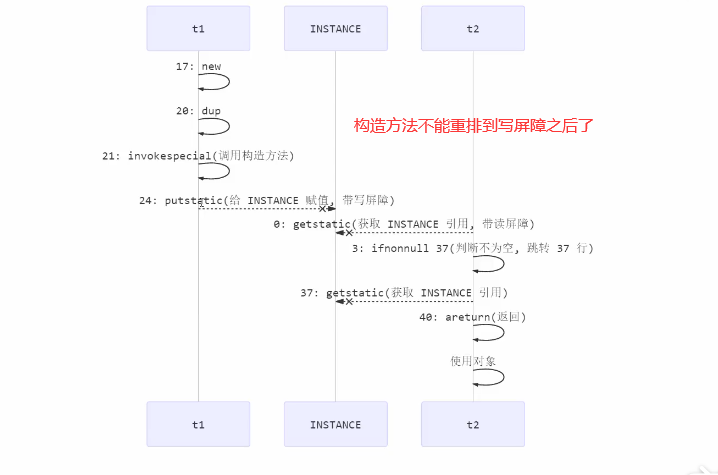 t1 INSTANCE t2
17: new
20: dup
构造方法不能重排到写屏障之后了
21: invokespecial(调用构造方法)
24: putstatic(给 INSTANCE 赋值, 带写屏障)
0: getstatic(获取 INSTANCE 引用, 带读屏障)
3: ifnonnull 37(判断不为空, 跳转 37 行)
37: getstatic(获取 INSTANCE 引用)
40: areturn(返回)
使用对象
t1 INSTANCE t2